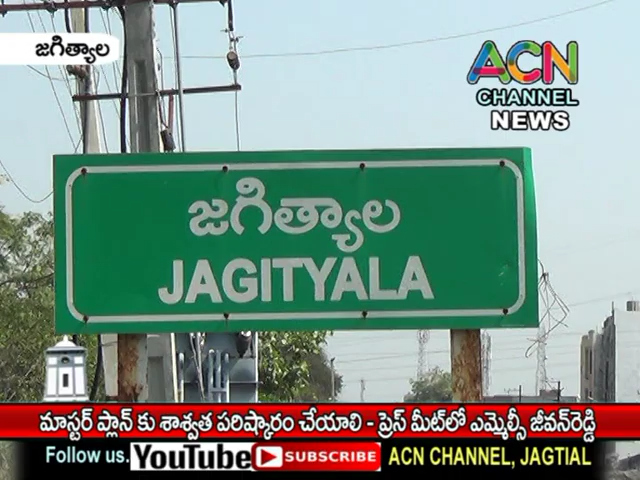 జగిత్యాల
ACN
CHANNEL
NEWS
జగిత్యాల
JAGITYALA
మాస్టర్ ప్లాన్ కు శాశ్వత పరిష్కారం చేయాలి - ప్రెస్ మీట్‌లో ఎమ్మెల్సీ జీవన్‌రెడ్డి
Follow us. YouTube SUBSCRIBE ACN CHANNEL, JAGTIAL